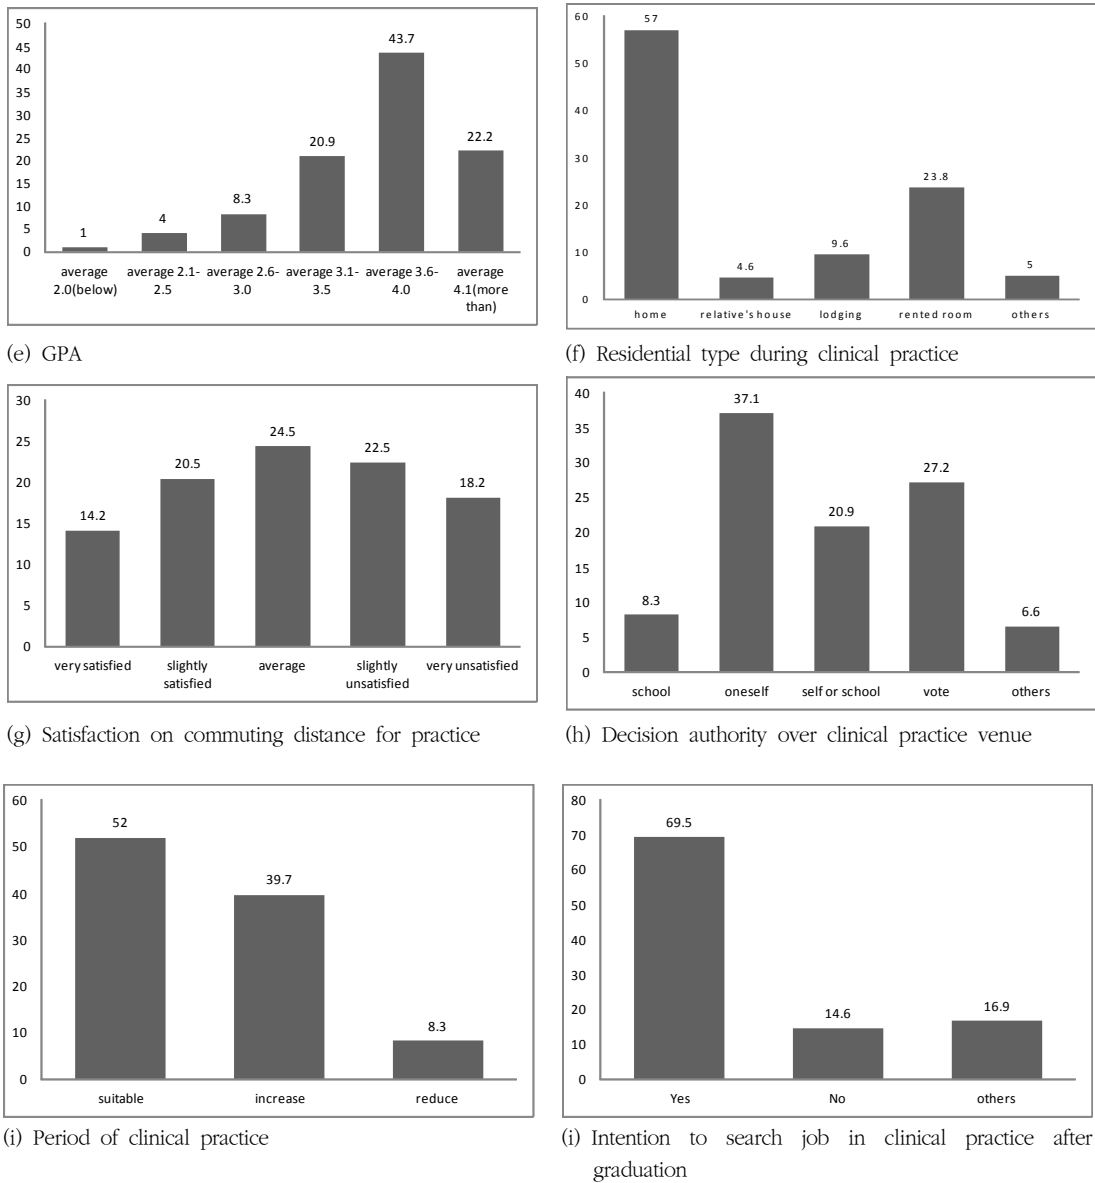 50
45
40
35
30
25
20
15
10
5
0
1
4
8.3
20.9
43.7
22.2
average 2.0(below)
average 2.1-2.5
average 2.6-3.0
average 3.1-3.5
average 3.6-4.0
average 4.1(more than)
(e) GPA
60
50
40
30
20
10
0
57
4.6
9.6
23.8
5
home
relative's house
lodging
rented room
others
(f) Residential type during clinical practice
30
25
20
15
10
5
0
14.2
20.5
24.5
22.5
18.2
very satisfied
slightly satisfied
average
slightly unsatisfied
very unsatisfied
(g) Satisfaction on commuting distance for practice
40
35
30
25
20
15
10
5
0
8.3
37.1
20.9
27.2
6.6
school
oneself
self or school
vote
others
(h) Decision authority over clinical practice venue
60
50
40
30
20
10
0
52
39.7
8.3
suitable
increase
reduce
(i) Period of clinical practice
80
70
60
50
40
30
20
10
0
69.5
14.6
16.9
Yes
No
others
(i) Intention to search job in clinical practice after
graduation